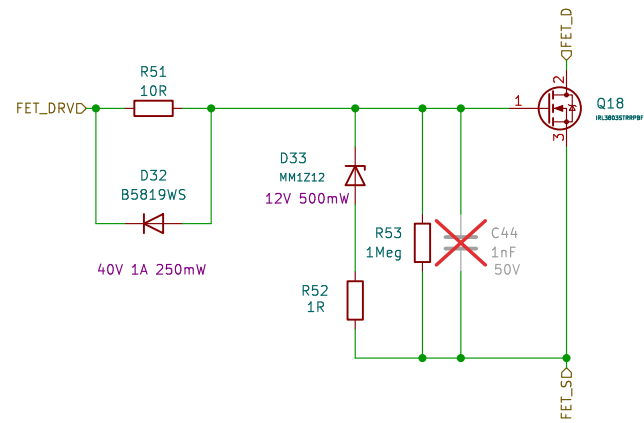 FET_D
R51
10R
FET_DRV
1
2
Q18
IRL3803STRRPBF
3
D33
MM1Z12
12V 500mW
D32
B5819WS
40V 1A 250mW
R53
1Meg
C44
1nF
50V
R52
1R
FET_S